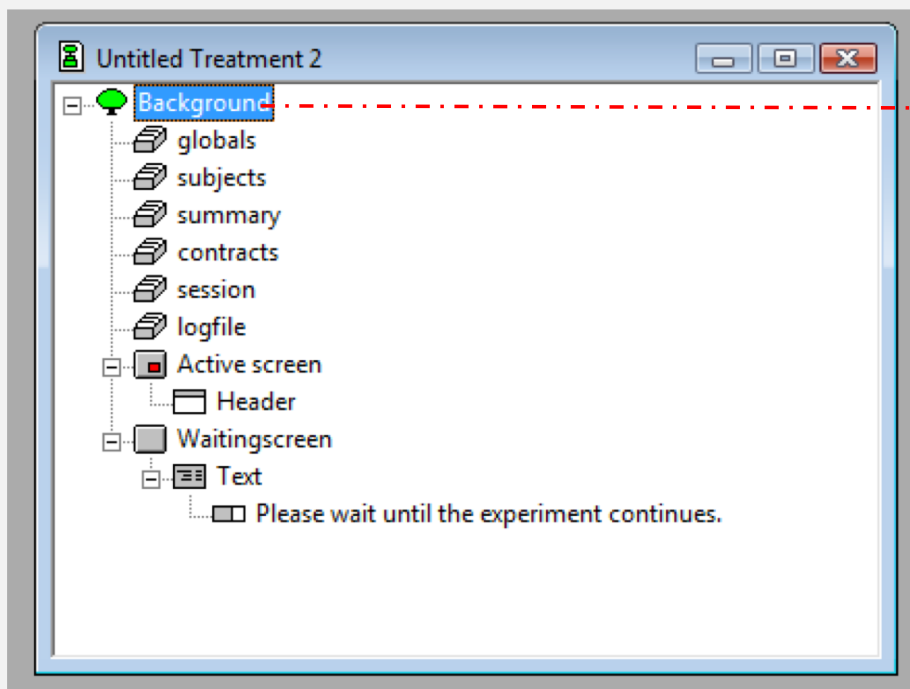 Untitled Treatment 2
Background
globals
subjects
summary
contracts
session
logfile
Active screen
Header
Waitingscreen
Text
Please wait until the experiment continues.